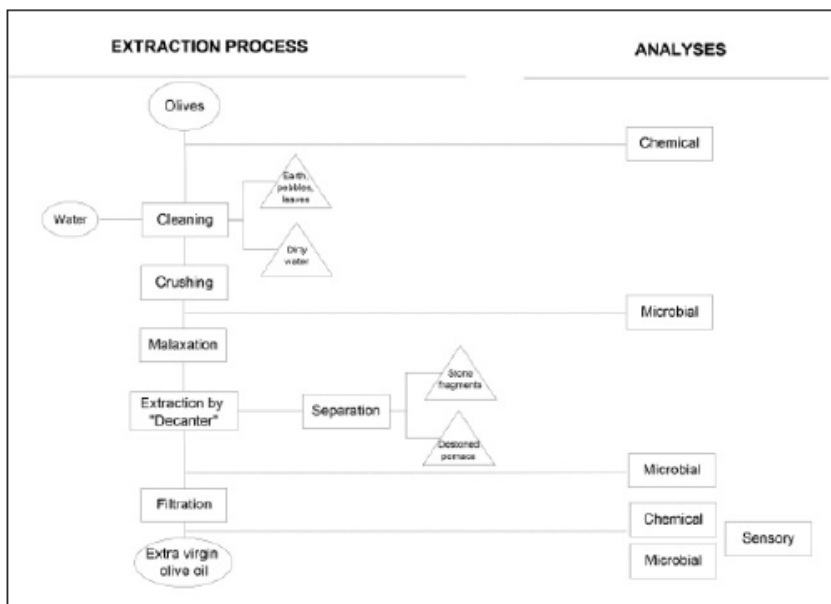 EXTRACTION PROCESS
ANALYSES
Olives
Chemical
Earth,
pebbles,
leaves
Water
Cleaning
Dirty
water
Crushing
Microbial
Malaxation
Stone
fragments
Extraction by
"Decanter"
Separation
Destoned
pomace
Microbial
Filtration
Chemical
Sensory
Extra virgin
olive oil
Microbial